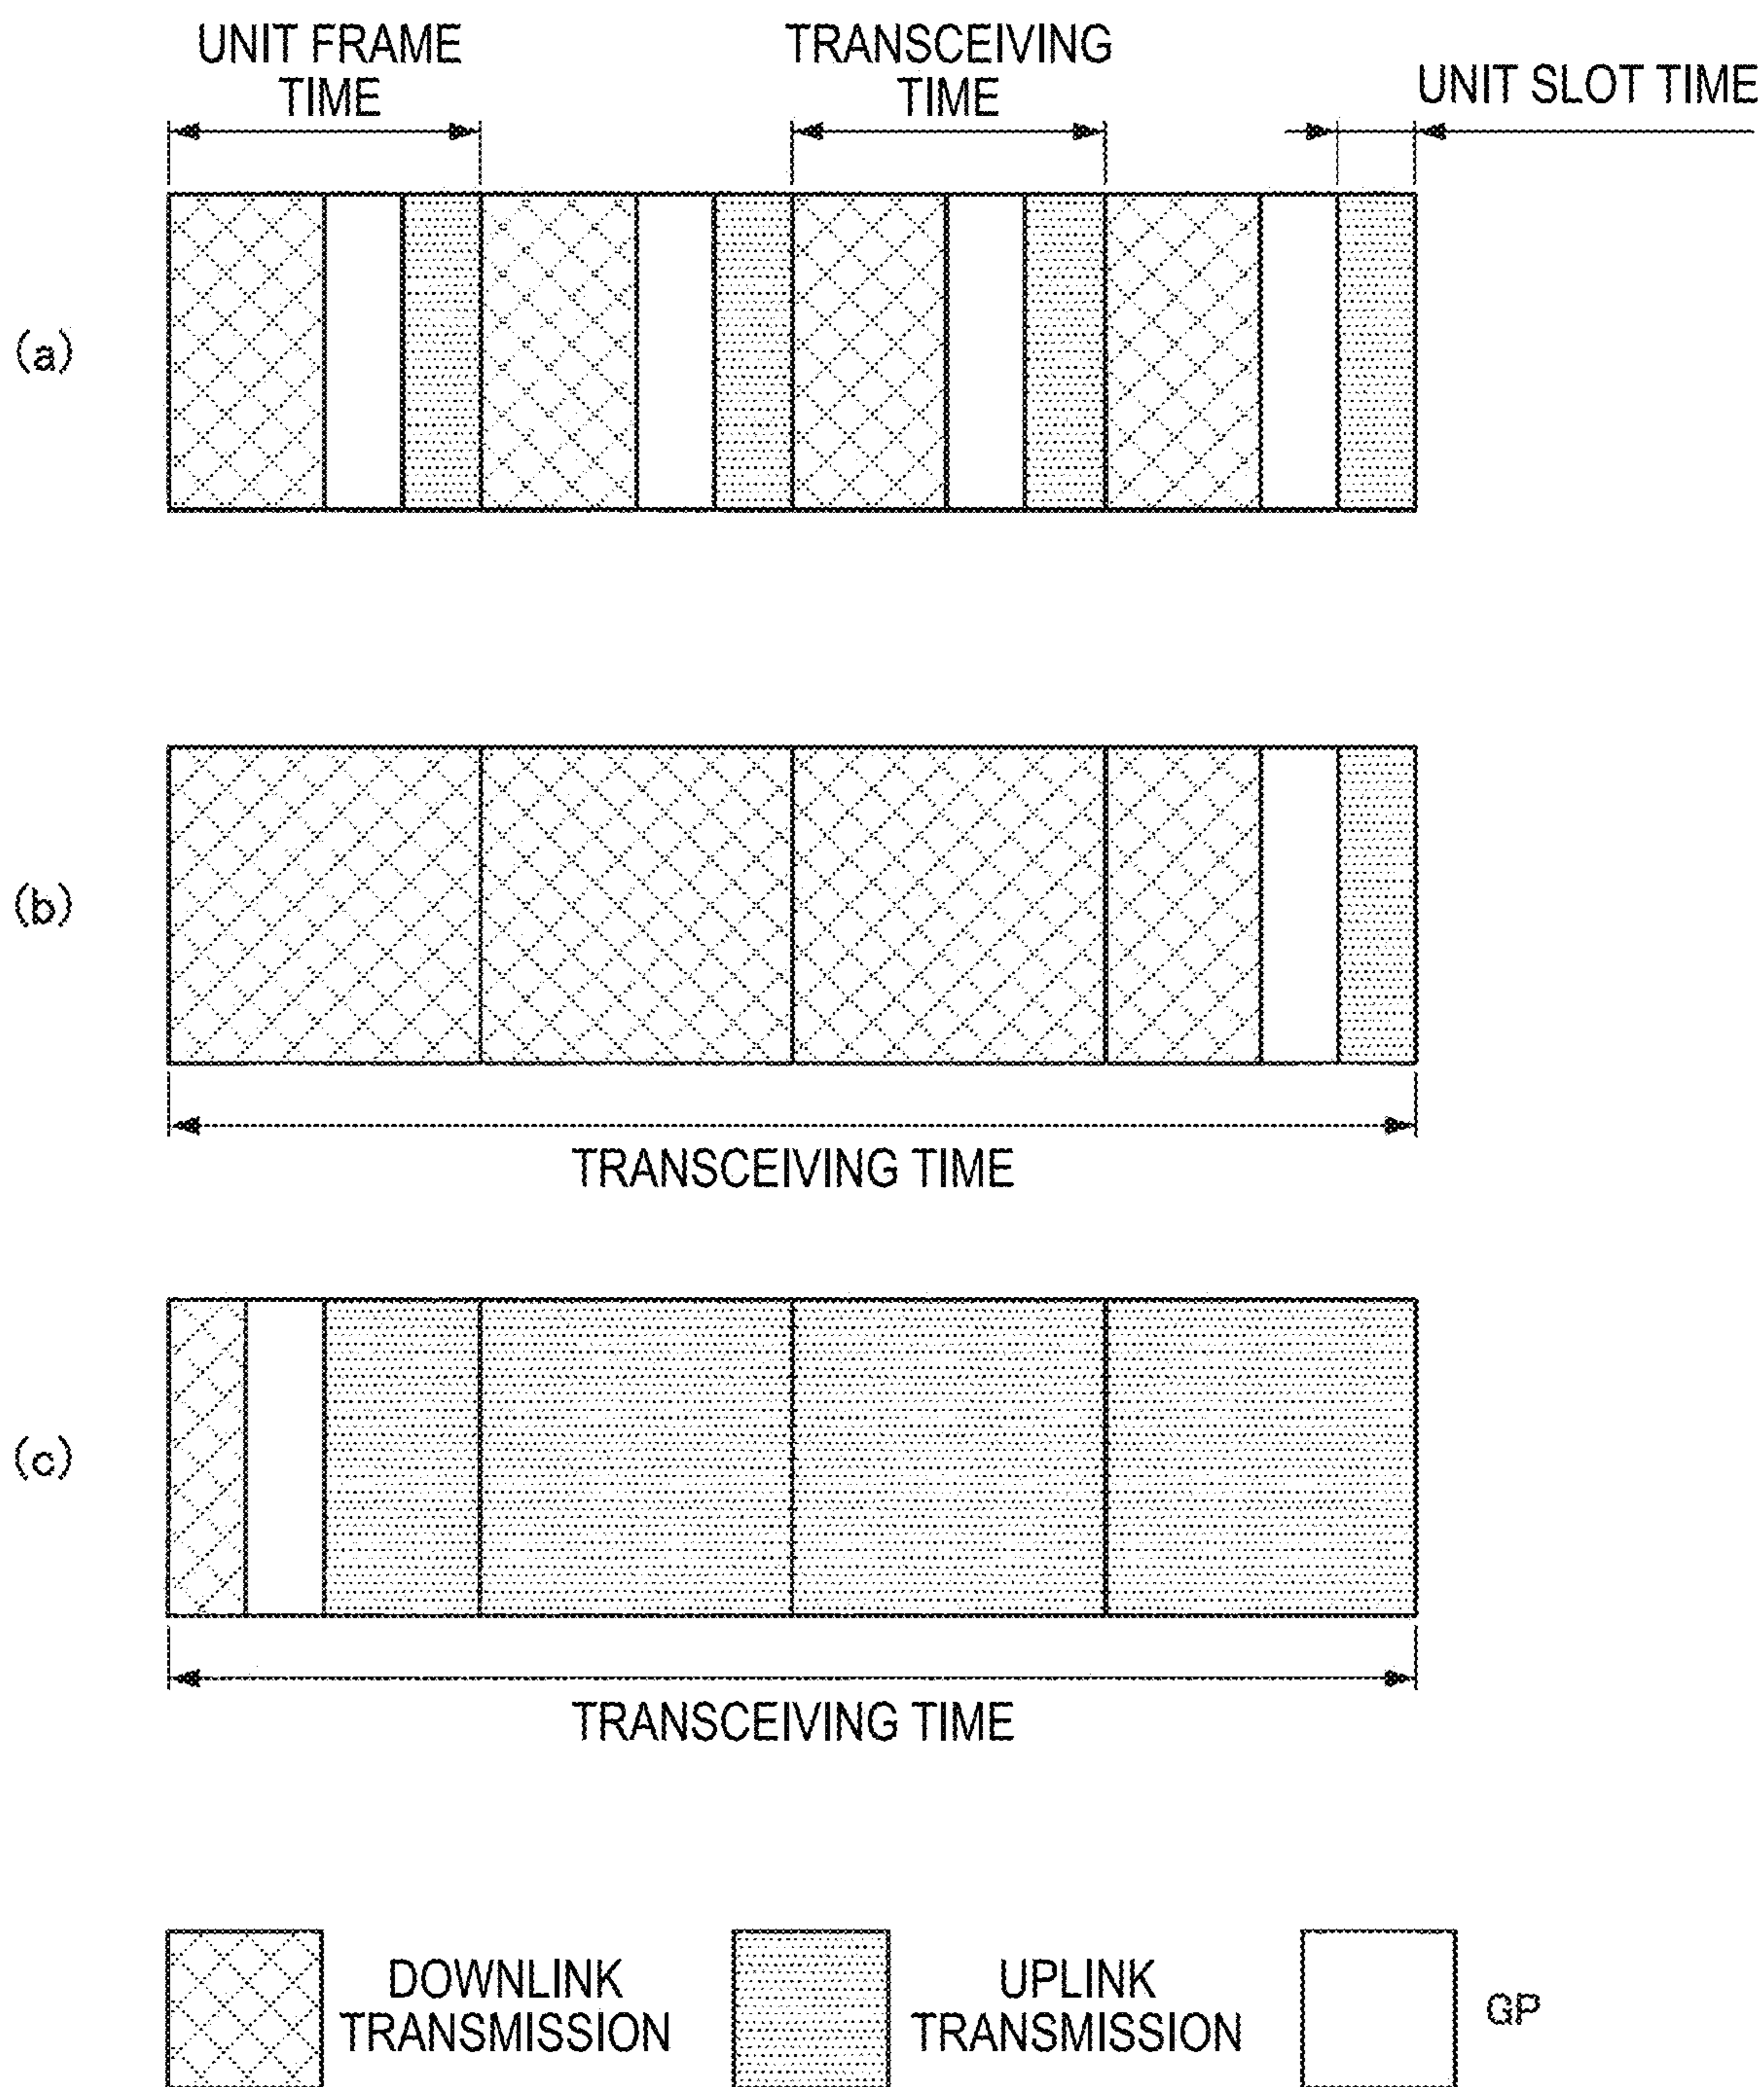 UNIT FRAME
TIME
TRANSCEIVING
TIME
UNIT SLOT TIME
(a)
(b)
TRANSCEIVING TIME
(c)
TRANSCEIVING TIME
DOWNLINK
TRANSMISSION
UPLINK
TRANSMISSION
GP